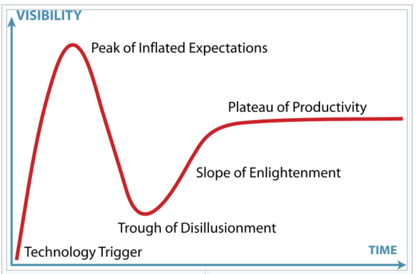 VISIBILITY
Peak of Inflated Expectations
Plateau of Productivity
Slope of Enlightenment
Trough of Disillusionment
Technology Trigger
TIME